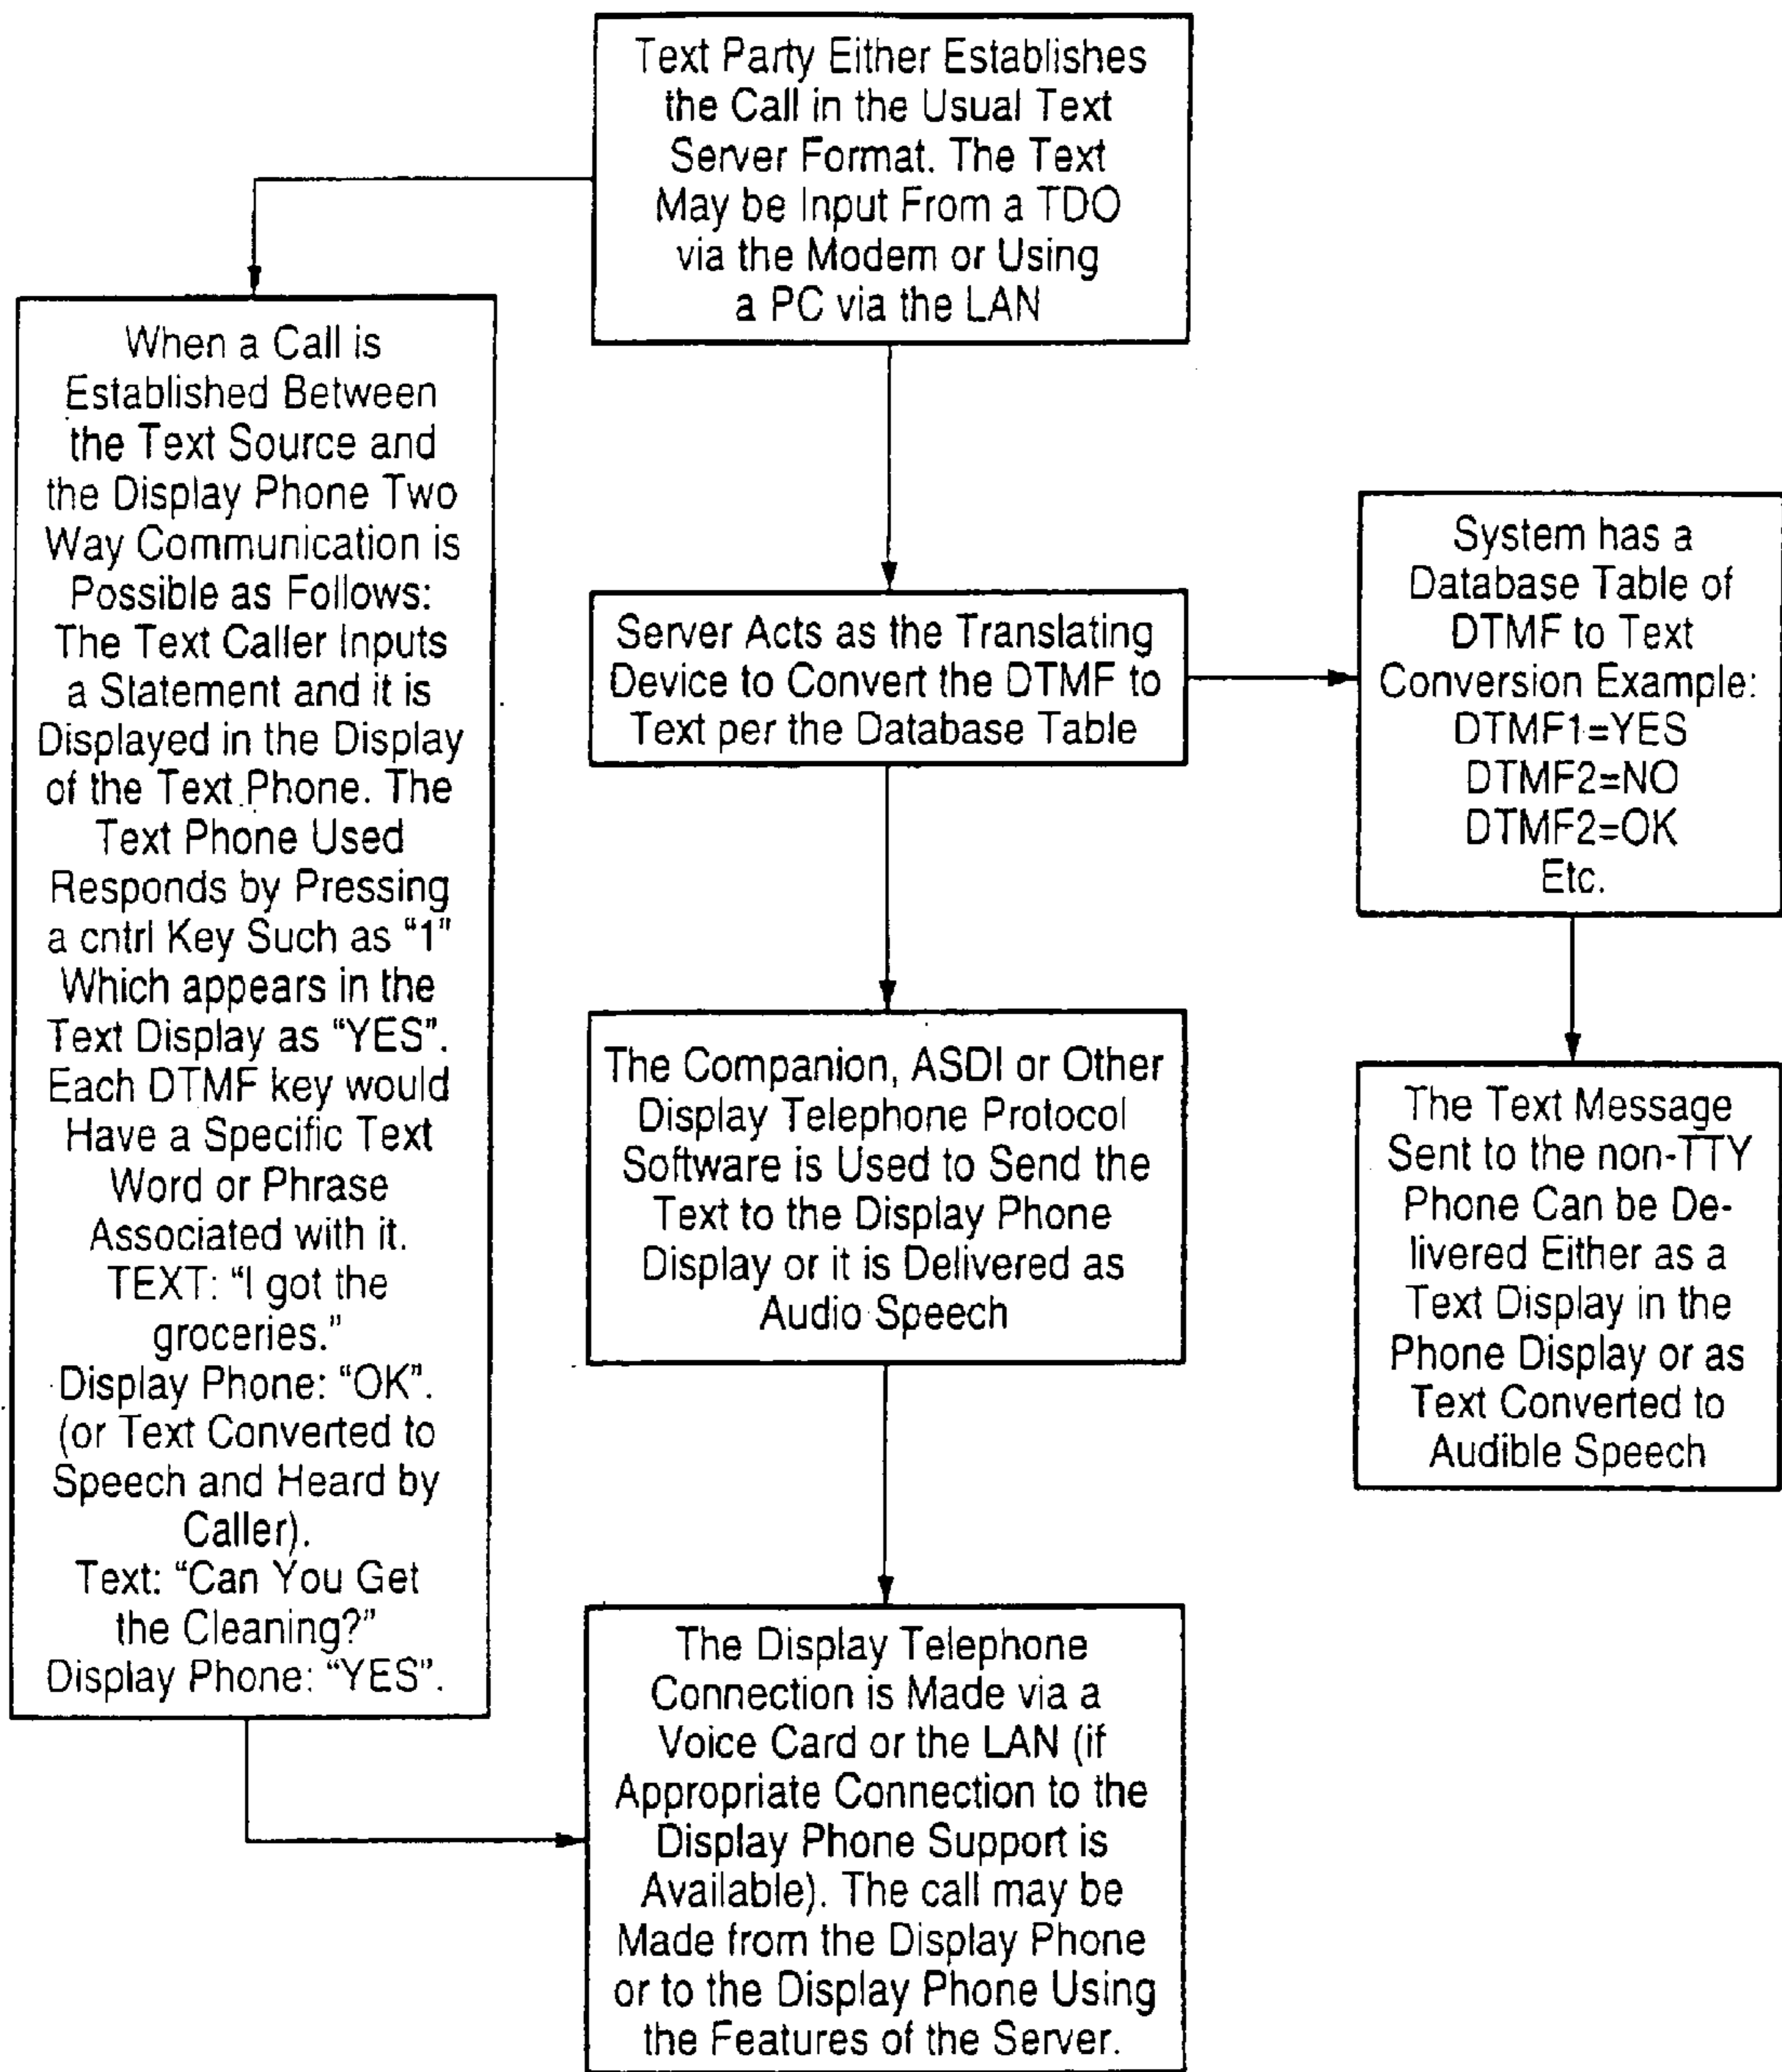 Text Party Either Establishes
the Call in the Usual Text
Server Format. The Text
May be Input From a TDO
via the Modem or Using
a PC via the LAN
When a Call is
Established Between
the Text Source and
the Display Phone Two
Way Communication is
Possible as Follows:
The Text Caller Inputs
a Statement and it is
Displayed in the Display
of the Text Phone. The
Text Phone Used
Responds by Pressing
a cntrl Key Such as “1”
Which appears in the
Text Display as “YES”.
Each DTMF key would
Have a Specific Text
Word or Phrase
Associated with it.
TEXT: “I got the
groceries.”
Display Phone: “OK”.
(or Text Converted to
Speech and Heard by
Caller).
Text: “Can You Get
the Cleaning?”
Display Phone: “YES”.
Server Acts as the Translating
Device to Convert the DTMF to
Text per the Database Table
System has a
Database Table of
DTMF to Text
Conversion Example:
DTMF1=YES
DTMF2=NO
DTMF2=OK
Etc.
The Companion, ASDI or Other
Display Telephone Protocol
Software is Used to Send the
Text to the Display Phone
Display or it is Delivered as
Audio Speech
The Text Message
Sent to the non-TTY
Phone Can be De-
livered Either as a
Text Display in the
Phone Display or as
Text Converted to
Audible Speech
The Display Telephone
Connection is Made via a
Voice Card or the LAN (if
Appropriate Connection to the
Display Phone Support is
Available). The call may be
Made from the Display Phone
or to the Display Phone Using
the Features of the Server.